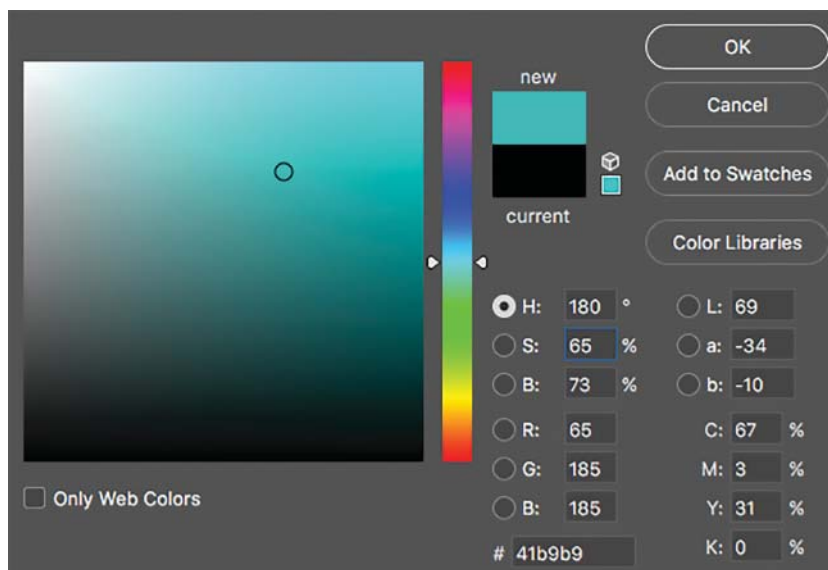 OK
new
Cancel
Add to Swatches
current
Color Libraries
H: 180 °
L: 69
S: 65 %
a: -34
B: 73 %
b: -10
R: 65
C: 67 %
G: 185
M: 3 %
Only Web Colors
B: 185
Y: 31 %
# 41b9b9
K: 0 %